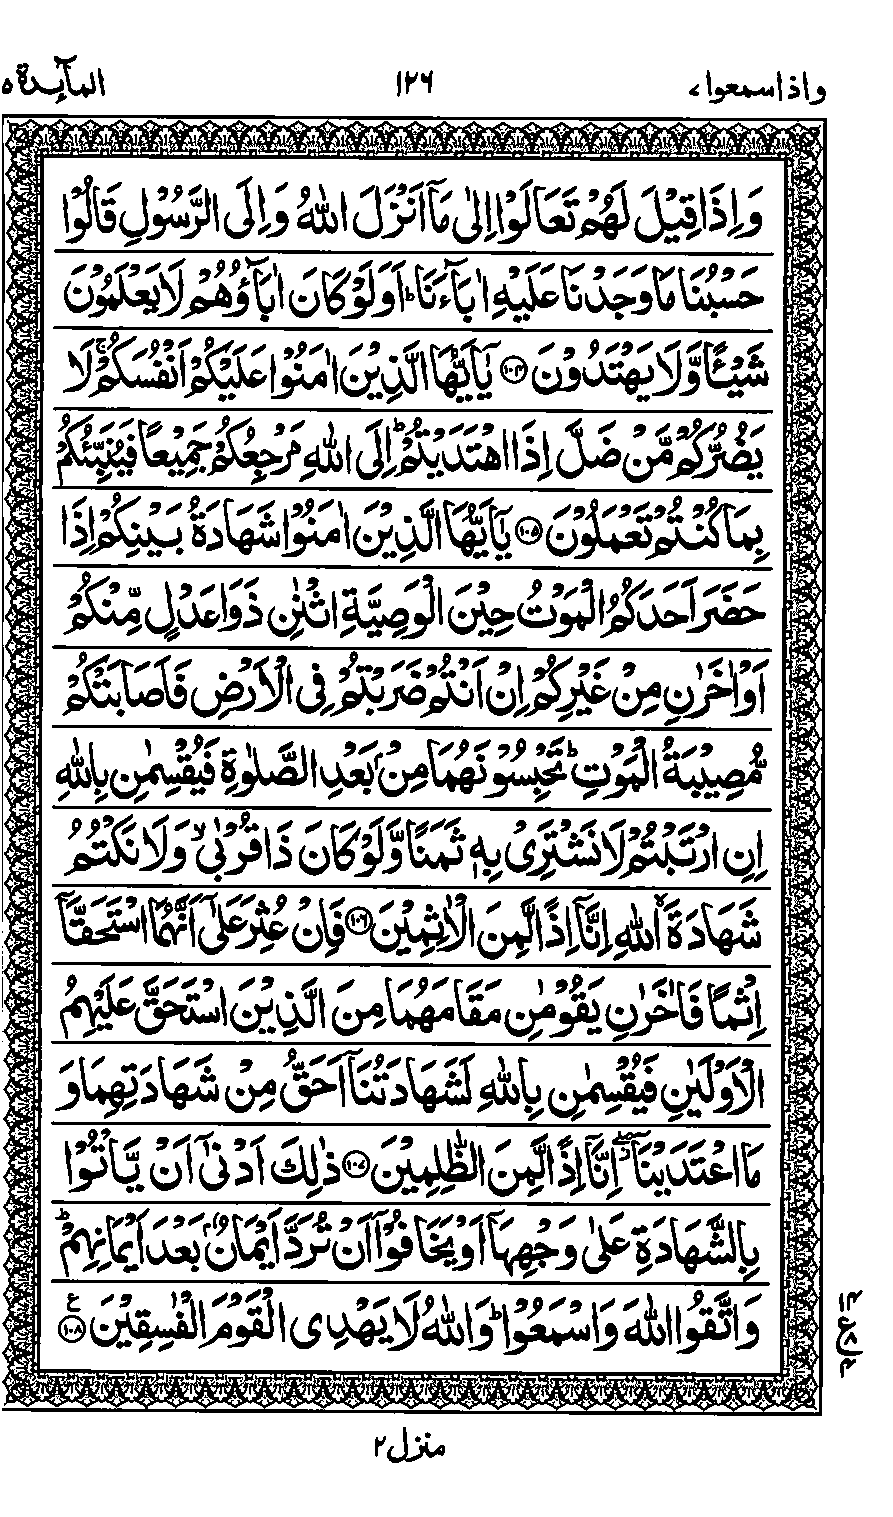 واذا سمعوا ٧
١٢٦
المآئدة ٥
وَاِذَا قِيْلَ لَهُمْ تَعَالَوْا اِلٰى مَاۤ اَنْزَلَ اللّٰهُ وَاِلَى الرَّسُوْلِ قَالُوْا
حَسْبُنَا مَا وَجَدْنَا عَلَيْهِ اٰبَآءَنَا ؕ اَوَلَوْ كَانَ اٰبَآؤُهُمْ لَا يَعْلَمُوْنَ
شَيْـًٔا وَّلَا يَهْتَدُوْنَ ﴿۱۰۴﴾ يٰۤاَيُّهَا الَّذِيْنَ اٰمَنُوْا عَلَيْكُمْ اَنْفُسَكُمْ ۚ لَا
يَضُرُّكُمْ مَّنْ ضَلَّ اِذَا اهْتَدَيْتُمْ ؕ اِلَى اللّٰهِ مَرْجِعُكُمْ جَمِيْعًا فَيُنَبِّئُكُمْ
بِمَا كُنْتُمْ تَعْمَلُوْنَ ﴿۱۰۵﴾ يٰۤاَيُّهَا الَّذِيْنَ اٰمَنُوْا شَهَادَةُ بَيْنِكُمْ اِذَا
حَضَرَ اَحَدَكُمُ الْمَوْتُ حِيْنَ الْوَصِيَّةِ اثْنٰنِ ذَوَا عَدْلٍ مِّنْكُمْ
اَوْ اٰخَرٰنِ مِنْ غَيْرِكُمْ اِنْ اَنْتُمْ ضَرَبْتُمْ فِى الْاَرْضِ فَاَصَابَتْكُمْ
مُّصِيْبَةُ الْمَوْتِ ؕ تَحْبِسُوْنَهُمَا مِنْۢ بَعْدِ الصَّلٰوةِ فَيُقْسِمٰنِ بِاللّٰهِ
اِنِ ارْتَبْتُمْ لَا نَشْتَرِىْ بِهٖ ثَمَنًا وَّلَوْ كَانَ ذَا قُرْبٰى ۙ وَلَا نَكْتُمُ
شَهَادَةَ ۙ اللّٰهِ اِنَّاۤ اِذًا لَّمِنَ الْاٰثِمِيْنَ ﴿۱۰۶﴾ فَاِنْ عُثِرَ عَلٰٓى اَنَّهُمَا اسْتَحَقَّاۤ
اِثْمًا فَاٰخَرٰنِ يَقُوْمٰنِ مَقَامَهُمَا مِنَ الَّذِيْنَ اسْتَحَقَّ عَلَيْهِمُ
الْاَوْلَيٰنِ فَيُقْسِمٰنِ بِاللّٰهِ لَشَهَادَتُنَاۤ اَحَقُّ مِنْ شَهَادَتِهِمَا وَ
مَا اعْتَدَيْنَاۤ ۖ اِنَّاۤ اِذًا لَّمِنَ الظّٰلِمِيْنَ ﴿۱۰۷﴾ ذٰلِكَ اَدْنٰٓى اَنْ يَّاْتُوْا
بِالشَّهَادَةِ عَلٰى وَجْهِهَاۤ اَوْ يَخَافُوْۤا اَنْ تُرَدَّ اَيْمَانٌۢ بَعْدَ اَيْمَانِهِمْ ؕ
وَاتَّقُوا اللّٰهَ وَاسْمَعُوْا ؕ وَاللّٰهُ لَا يَهْدِى الْقَوْمَ الْفٰسِقِيْنَ ﴿۱۰۸﴾ ع
منزل ٢